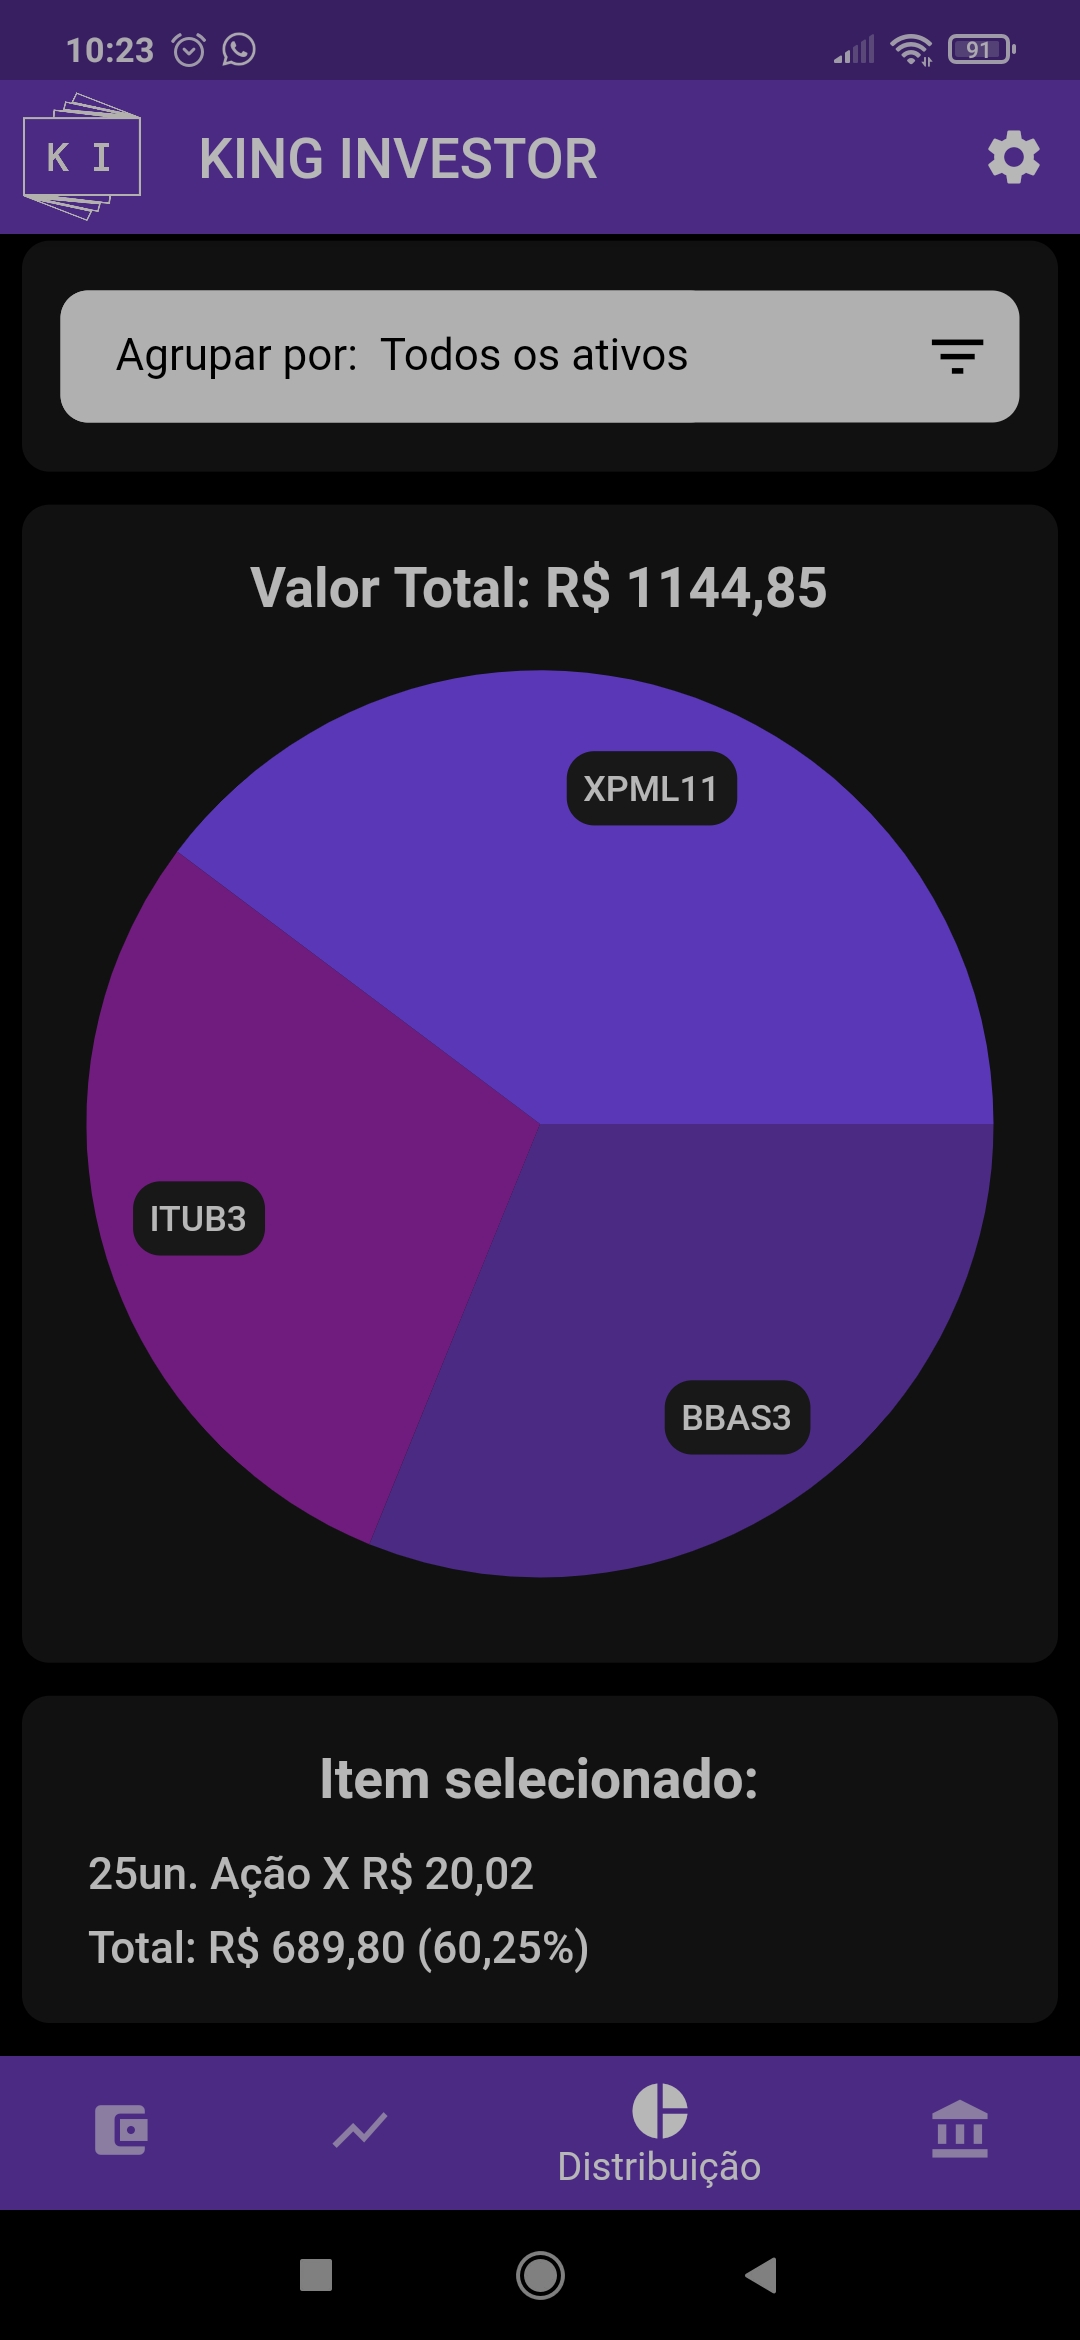 10:23
91
K I
KING INVESTOR
Agrupar por: Todos os ativos
Valor Total: R$ 1144,85
XPML11
ITUB3
BBAS3
Item selecionado:
25un. Ação X R$ 20,02
Total: R$ 689,80 (60,25%)
Distribuição